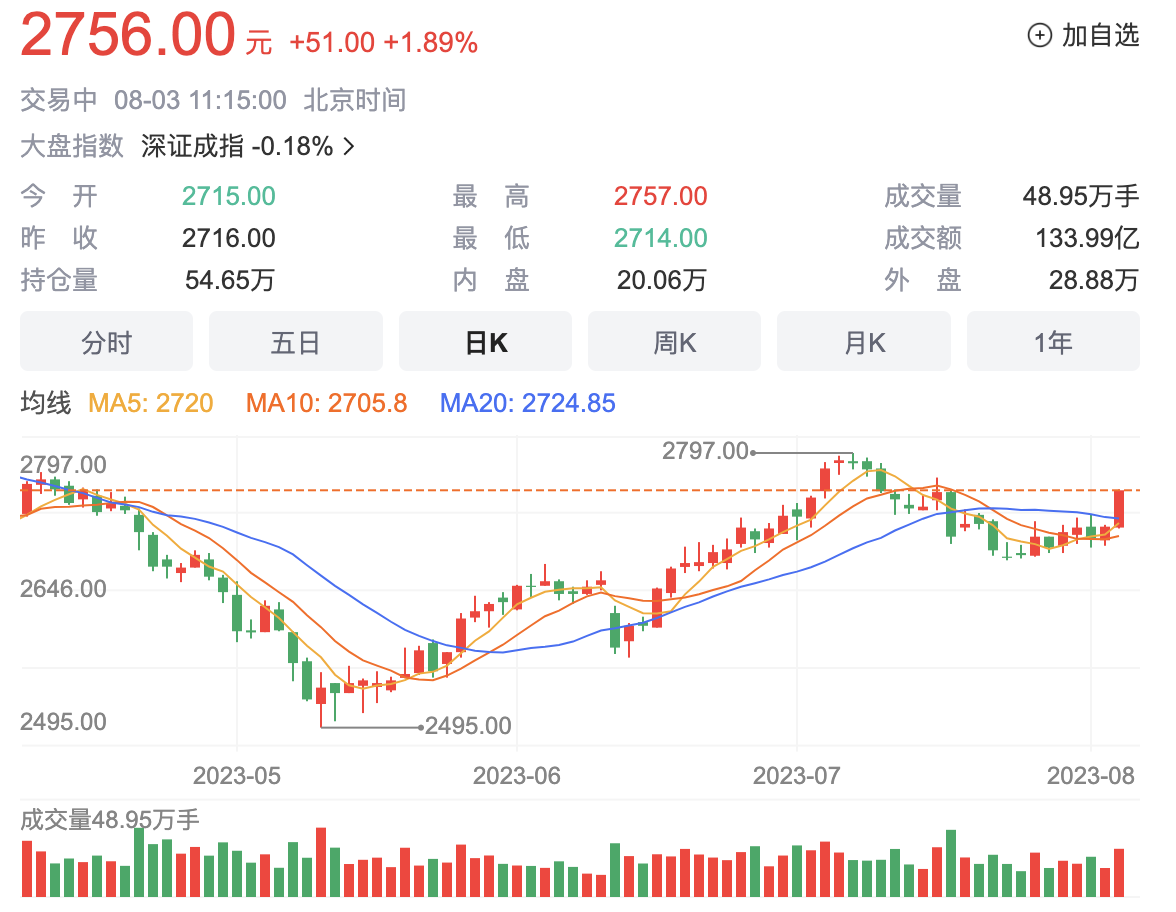 2756.00 元 +51.00 +1.89% 加自选
交易中 08-03 11:15:00 北京时间
大盘指数 深证成指 -0.18%
今 开 2715.00 最 高 2757.00 成交量 48.95万手
昨 收 2716.00 最 低 2714.00 成交额 133.99亿
持仓量 54.65万 内 盘 20.06万 外 盘 28.88万
分时 五日 日K 周K 月K 1年
均线 MA5: 2720 MA10: 2705.8 MA20: 2724.85
2797.00
2797.00
2646.00
2495.00
2495.00
2023-05 2023-06 2023-07 2023-08
成交量48.95万手